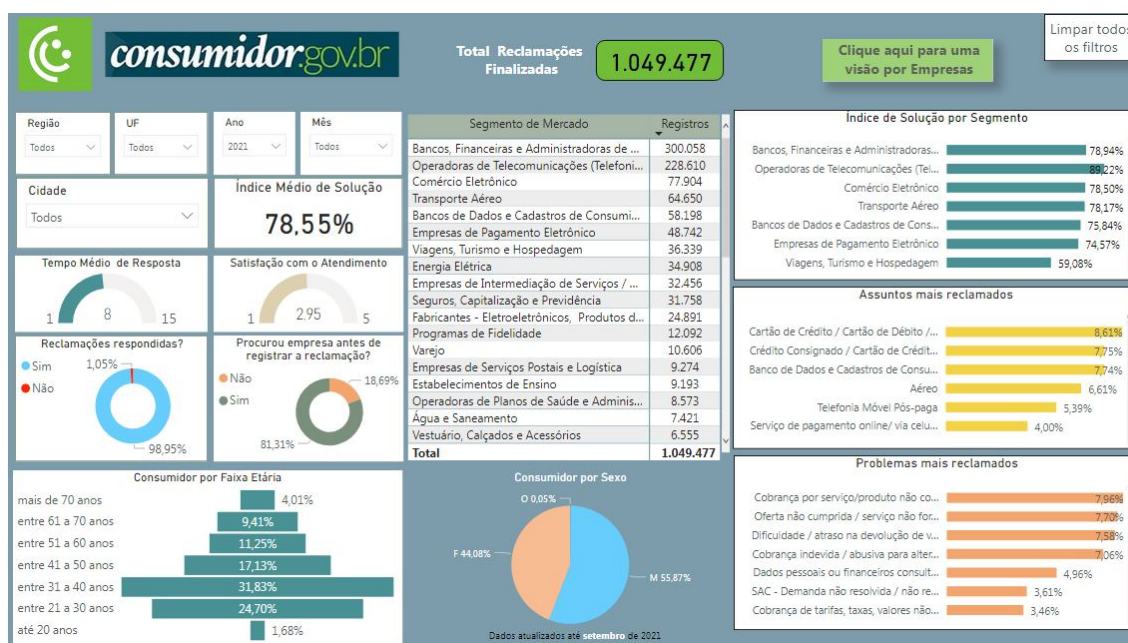 consumidor.gov.br
Total Reclamações
Finalizadas
1.049.477
Clique aqui para uma
visão por Empresas
Limpar todos
os filtros
Região
Todos
UF
Todos
Ano
2021
Mês
Todos
Cidade
Todos
Índice Médio de Solução
78,55%
Tempo Médio de Resposta
1 8 15
Satisfação com o Atendimento
1 2.95 5
Reclamações respondidas?
Sim
Não
1,05%
98,95%
Procurou empresa antes de
registrar a reclamação?
Não
Sim
18,69%
81,31%
Segmento de Mercado Registros
Bancos, Financeiras e Administradoras de ... 300.058
Operadoras de Telecomunicações (Telefoni... 228.610
Comércio Eletrônico 77.904
Transporte Aéreo 64.650
Bancos de Dados e Cadastros de Consumi... 58.198
Empresas de Pagamento Eletrônico 48.742
Viagens, Turismo e Hospedagem 36.339
Energia Elétrica 34.908
Empresas de Intermediação de Serviços / ... 32.456
Seguros, Capitalização e Previdência 31.758
Fabricantes - Eletroeletrônicos, Produtos d... 24.891
Programas de Fidelidade 12.092
Varejo 10.606
Empresas de Serviços Postais e Logística 9.274
Estabelecimentos de Ensino 9.193
Operadoras de Planos de Saúde e Adminis... 8.573
Água e Saneamento 7.421
Vestuário, Calçados e Acessórios 6.555
Total 1.049.477
Índice de Solução por Segmento
Bancos, Financeiras e Administradoras... 78,94%
Operadoras de Telecomunicações (Tel... 89,22%
Comércio Eletrônico 78,50%
Transporte Aéreo 78,17%
Bancos de Dados e Cadastros de Cons... 75,84%
Empresas de Pagamento Eletrônico 74,57%
Viagens, Turismo e Hospedagem 59,08%
Assuntos mais reclamados
Cartão de Crédito / Cartão de Débito /... 8,61%
Crédito Consignado / Cartão de Crédit... 7,75%
Banco de Dados e Cadastros de Consu... 7,74%
Aéreo 6,61%
Telefonia Móvel Pós-paga 5,39%
Serviço de pagamento online/ via celu... 4,00%
Problemas mais reclamados
Cobrança por serviço/produto não co... 7,96%
Oferta não cumprida / serviço não for... 7,70%
Dificuldade / atraso na devolução de v... 7,58%
Cobrança indevida / abusiva para alter... 7,06%
Dados pessoais ou financeiros consult... 4,96%
SAC - Demanda não resolvida / não re... 3,61%
Cobrança de tarifas, taxas, valores não... 3,46%
Consumidor por Faixa Etária
mais de 70 anos 4,01%
entre 61 a 70 anos 9,41%
entre 51 a 60 anos 11,25%
entre 41 a 50 anos 17,13%
entre 31 a 40 anos 31,83%
entre 21 a 30 anos 24,70%
até 20 anos 1,68%
Consumidor por Sexo
O 0,05%
F 44,08%
M 55,87%
Dados atualizados até setembro de 2021